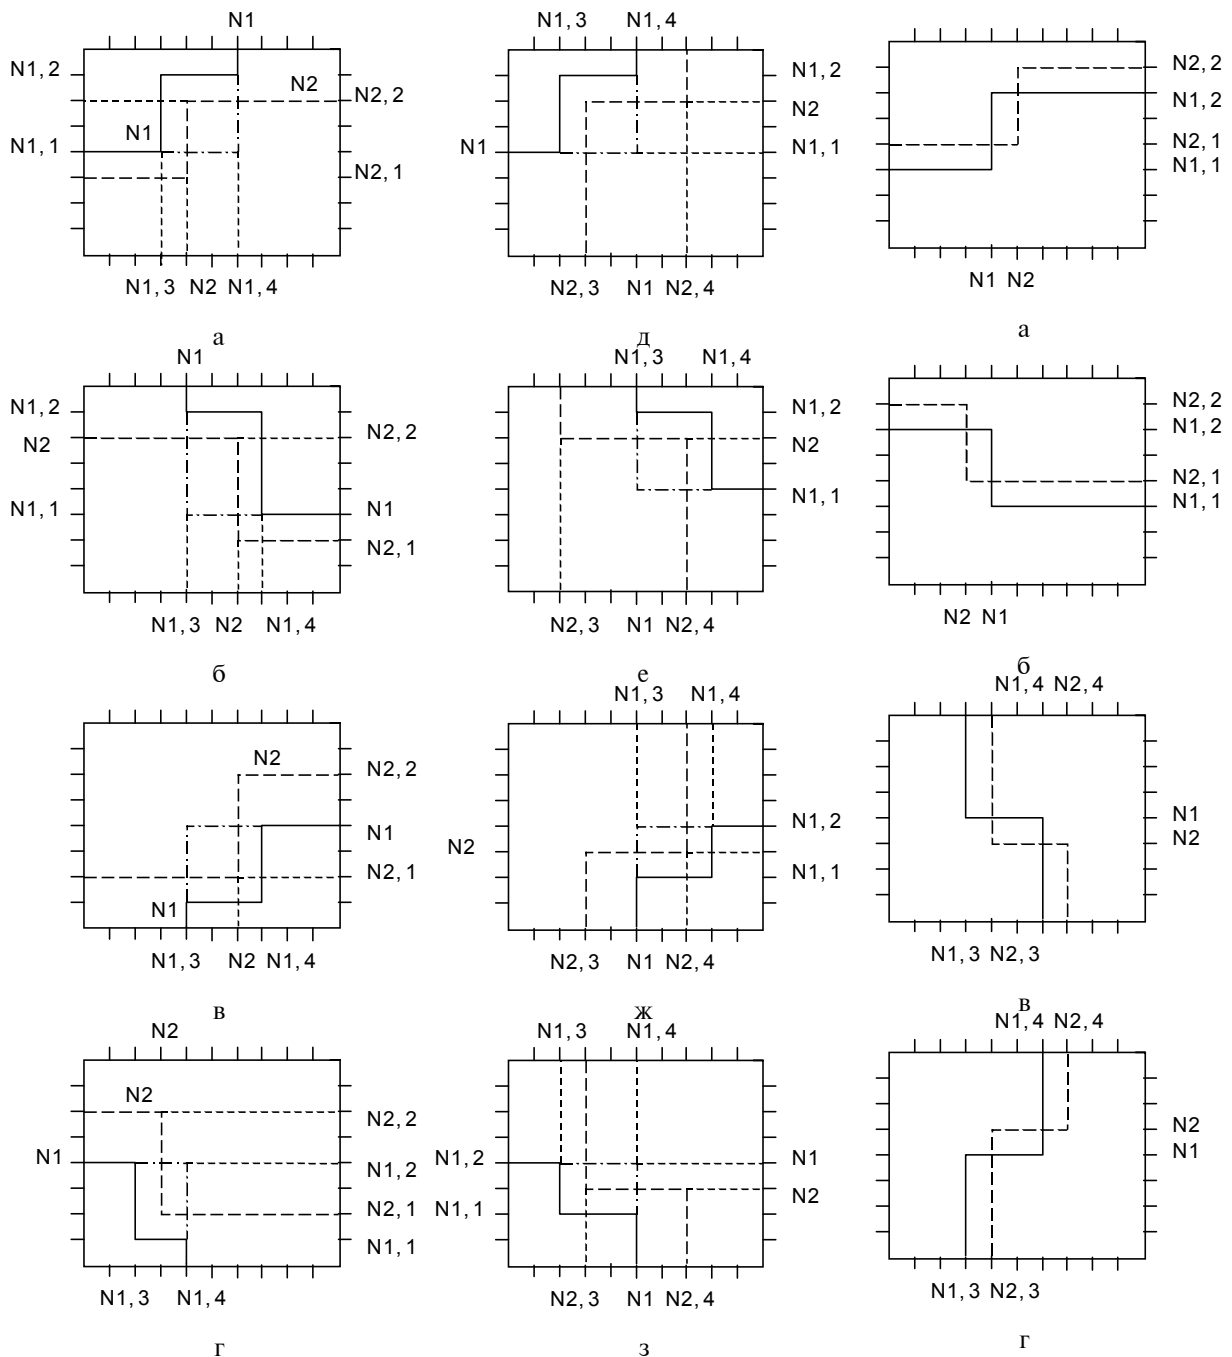 N1
N1,2
N2
N2,2
N1
N1,1
N2,1
N1,3 N2 N1,4
а
N1,3 N1,4
N1,2
N2
N1
N1,1
N2,3 N1 N2,4
д
N2,2
N1,2
N2,1
N1,1
N1 N2
а
N1
N1,2
N2
N2,2
N1,1
N1
N2,1
N1,3 N2 N1,4
б
N1,3 N1,4
N1,2
N2
N1,1
N2,3 N1 N2,4
е
N2,2
N1,2
N2,1
N1,1
N2 N1
б
N2
N2,2
N1
N2,1
N1
N1,3 N2 N1,4
в
N1,3 N1,4
N1,2
N2
N1,1
N2,3 N1 N2,4
ж
N1,4 N2,4
N1
N2
N1,3 N2,3
в
N2
N2
N2,2
N1
N1,2
N2,1
N1,1
N1,3 N1,4
г
N1,3 N1,4
N1,2
N1
N2
N1,1
N2,3 N1 N2,4
з
N1,4 N2,4
N2
N1
N1,3 N2,3
г